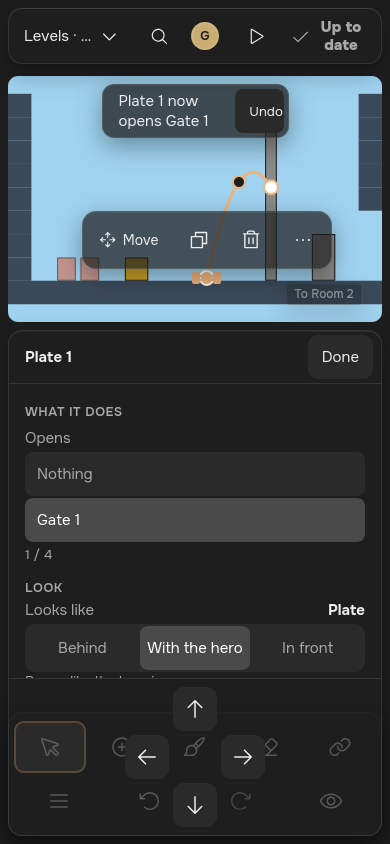 Levels · ...
G
Up to
date
Plate 1 now
opens Gate 1
Undo
Move
To Room 2
Plate 1
Done
WHAT IT DOES
Opens
Nothing
Gate 1
1 / 4
LOOK
Looks like
Plate
Behind
With the hero
In front